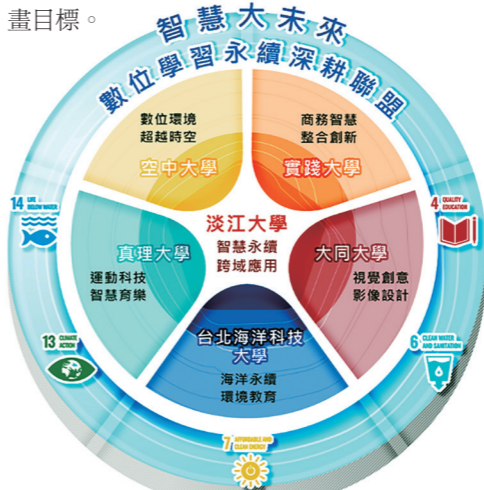 畫目標。
智慧大未來
數位學習永續深耕聯盟
數位環境
超越時空
空中大學
商務智慧
整合創新
實踐大學
淡江大學
智慧永續
跨域應用
真理大學
運動科技
智慧育樂
大同大學
視覺創意
影像設計
台北海洋科技
大學
海洋永續
環境教育
14 LIFE
BELOW WATER
4 QUALITY
EDUCATION
13 CLIMATE
ACTION
6 CLEAN WATER
AND SANITATION
7 AFFORDABLE AND
CLEAN ENERGY